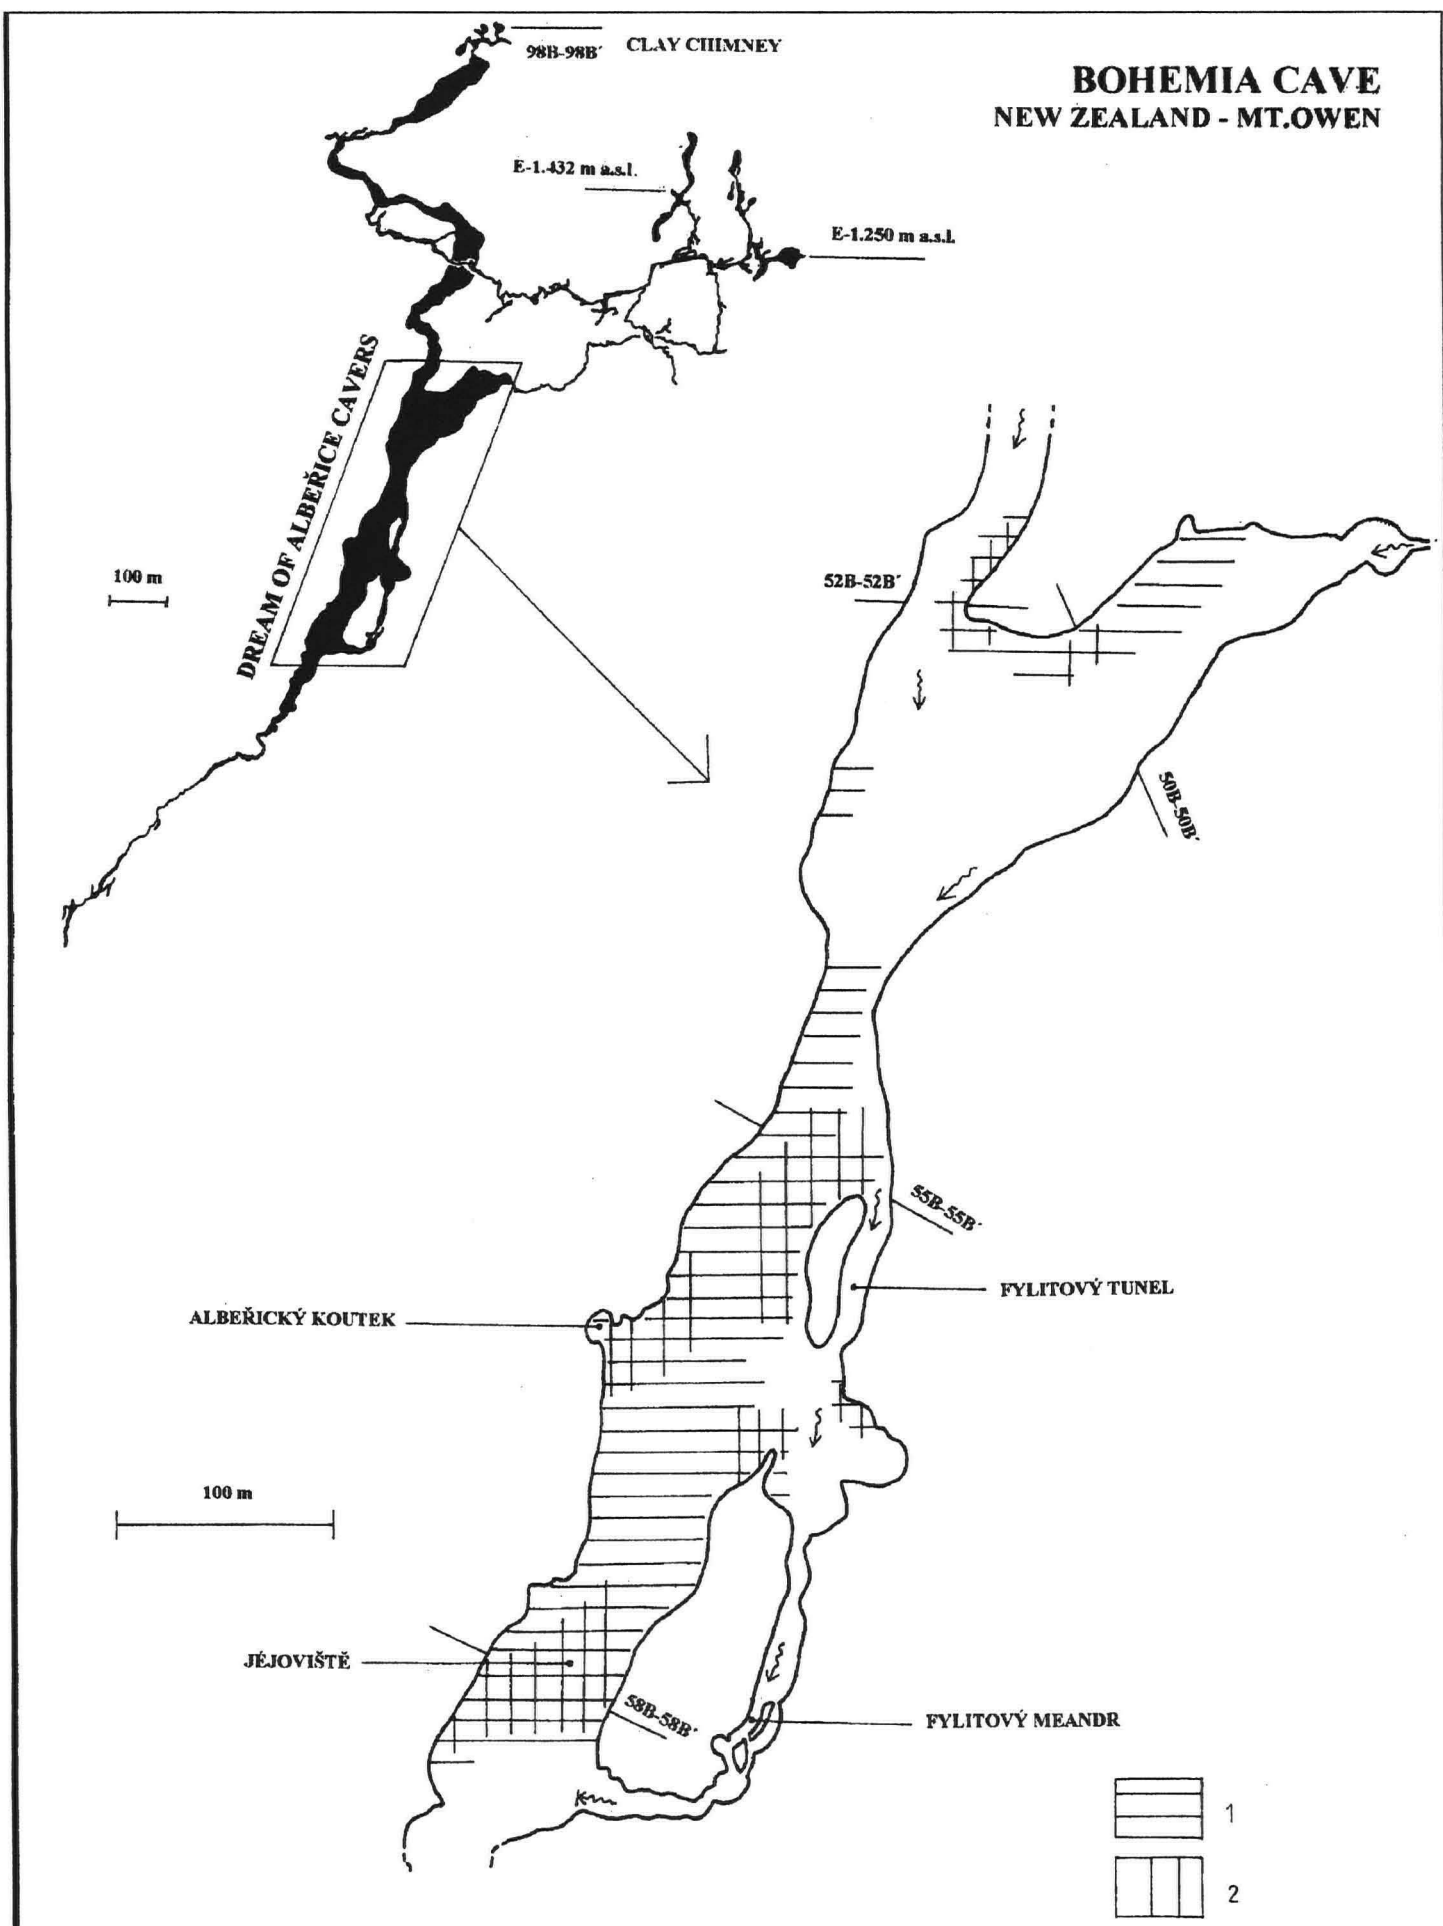 98B-98B´ CLAY CHIMNEY
BOHEMIA CAVE
NEW ZEALAND - MT.OWEN
E-1.432 m a.s.l.
E-1.250 m a.s.l.
DREAM OF ALBEŘICE CAVERS
100 m
52B-52B´
50B-50B´
55B-55B´
FYLITOVÝ TUNEL
ALBEŘICKÝ KOUTEK
100 m
JÉJOVIŠTĚ
58B-58B´
FYLITOVÝ MEANDR
1
2